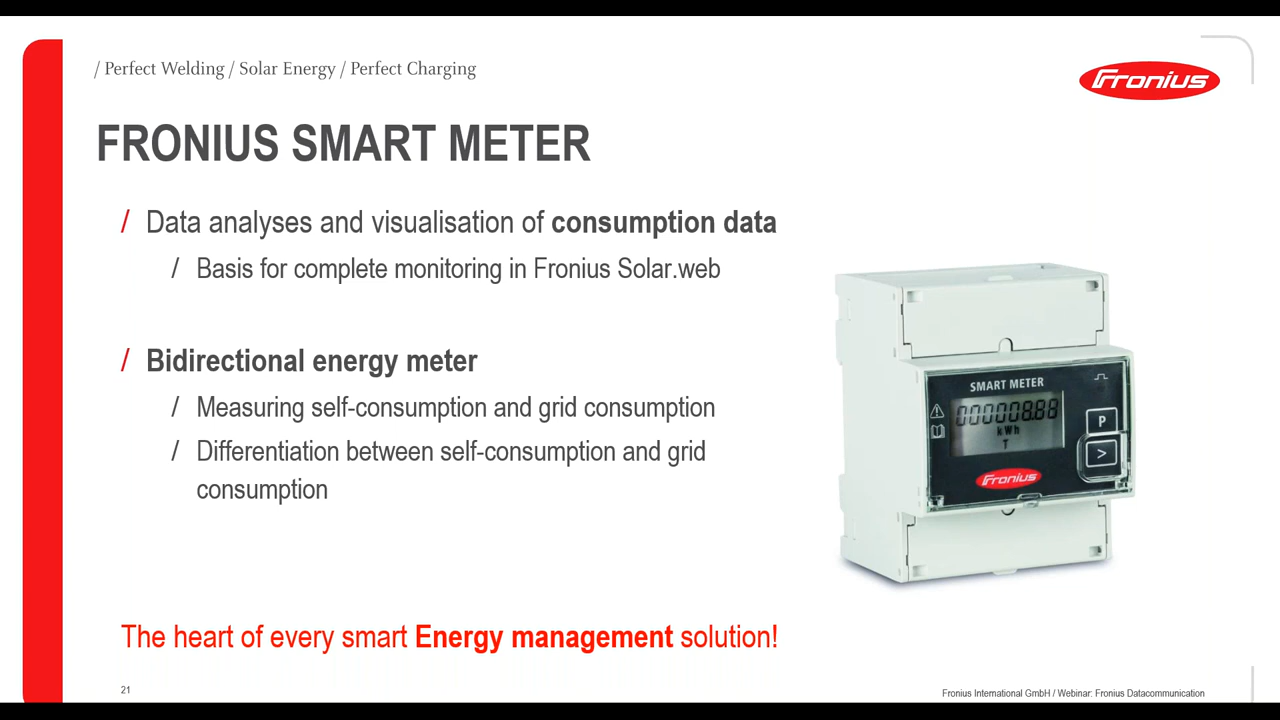 / Perfect Welding / Solar Energy / Perfect Charging
Fronius
FRONIUS SMART METER
/ Data analyses and visualisation of consumption data
/ Basis for complete monitoring in Fronius Solar.web
/ Bidirectional energy meter
/ Measuring self-consumption and grid consumption
/ Differentiation between self-consumption and grid
consumption
SMART METER
000008.88
kWh
T
P
>
Fronius
The heart of every smart Energy management solution!
21
Fronius International GmbH / Webinar: Fronius Datacommunication